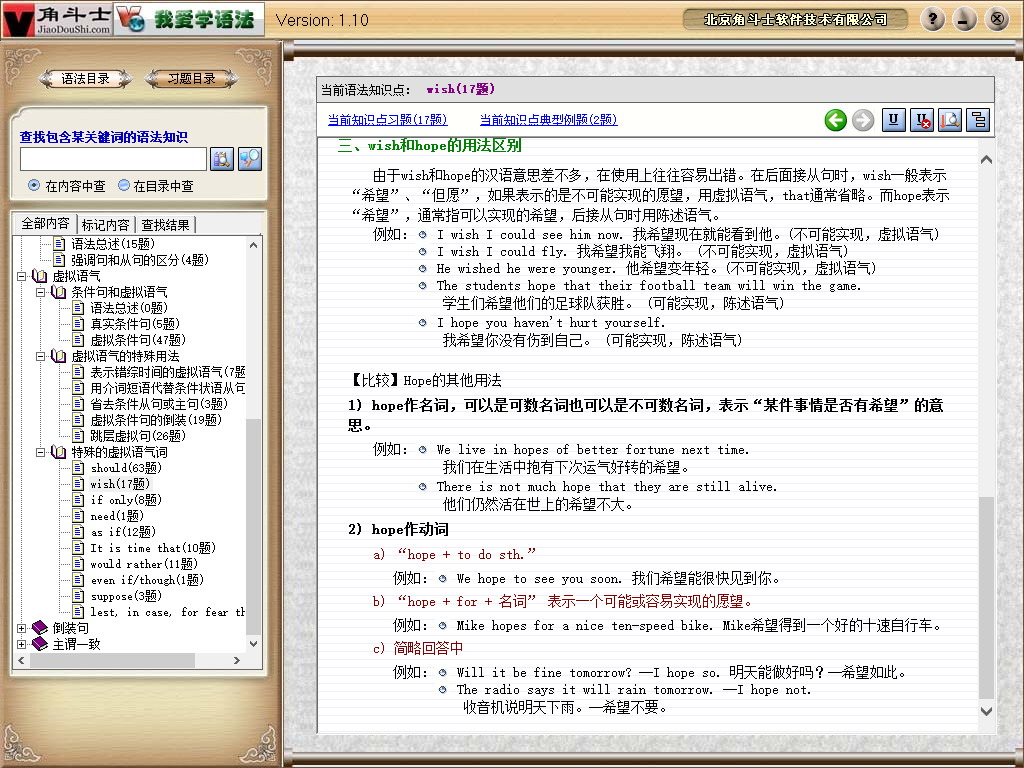 角斗士
JiaoDouShi.com
我爱学语法
Version: 1.10
北京角斗士软件技术有限公司
语法目录
习题目录
查找包含某关键词的语法知识
在内容中查
在目录中查
全部内容
标记内容
查找结果
语法总述(15题)
强调句和从句的区分(4题)
虚拟语气
条件句和虚拟语气
语法总述(0题)
真实条件句(5题)
虚拟条件句(47题)
虚拟语气的特殊用法
表示错综时间的虚拟语气(7题
用介词短语代替条件状语从句
省去条件从句或主句(3题)
虚拟条件句的倒装(19题)
跳层虚拟句(26题)
特殊的虚拟语气词
should(63题)
wish(17题)
if only(8题)
need(1题)
as if(12题)
It is time that(10题)
would rather(11题)
even if/though(1题)
suppose(3题)
lest, in case, for fear th
倒装句
主谓一致
当前语法知识点： wish(17题)
当前知识点习题(17题)
当前知识点典型例题(2题)
三、wish和hope的用法区别
由于wish和hope的汉语意思差不多，在使用上往往容易出错。在后面接从句时，wish一般表示
“希望”、“但愿”，如果表示的是不可能实现的愿望，用虚拟语气，that通常省略。而hope表示
“希望”，通常指可以实现的希望，后接从句时用陈述语气。
例如： I wish I could see him now. 我希望现在就能看到他。(不可能实现，虚拟语气)
I wish I could fly. 我希望我能飞翔。 (不可能实现，虚拟语气)
He wished he were younger. 他希望变年轻。(不可能实现，虚拟语气)
The students hope that their football team will win the game.
学生们希望他们的足球队获胜。 (可能实现，陈述语气)
I hope you haven't hurt yourself.
我希望你没有伤到自己。 (可能实现，陈述语气)
【比较】Hope的其他用法
1) hope作名词，可以是可数名词也可以是不可数名词，表示“某件事情是否有希望”的意
思。
例如： We live in hopes of better fortune next time.
我们在生活中抱有下次运气好转的希望。
There is not much hope that they are still alive.
他们仍然活在世上的希望不大。
2) hope作动词
a) “hope + to do sth.”
例如： We hope to see you soon. 我们希望能很快见到你。
b) “hope + for + 名词” 表示一个可能或容易实现的愿望。
例如： Mike hopes for a nice ten-speed bike. Mike希望得到一个好的十速自行车。
c) 简略回答中
例如： Will it be fine tomorrow? —I hope so. 明天能做好吗？—希望如此。
The radio says it will rain tomorrow. —I hope not.
收音机说明天下雨。—希望不要。